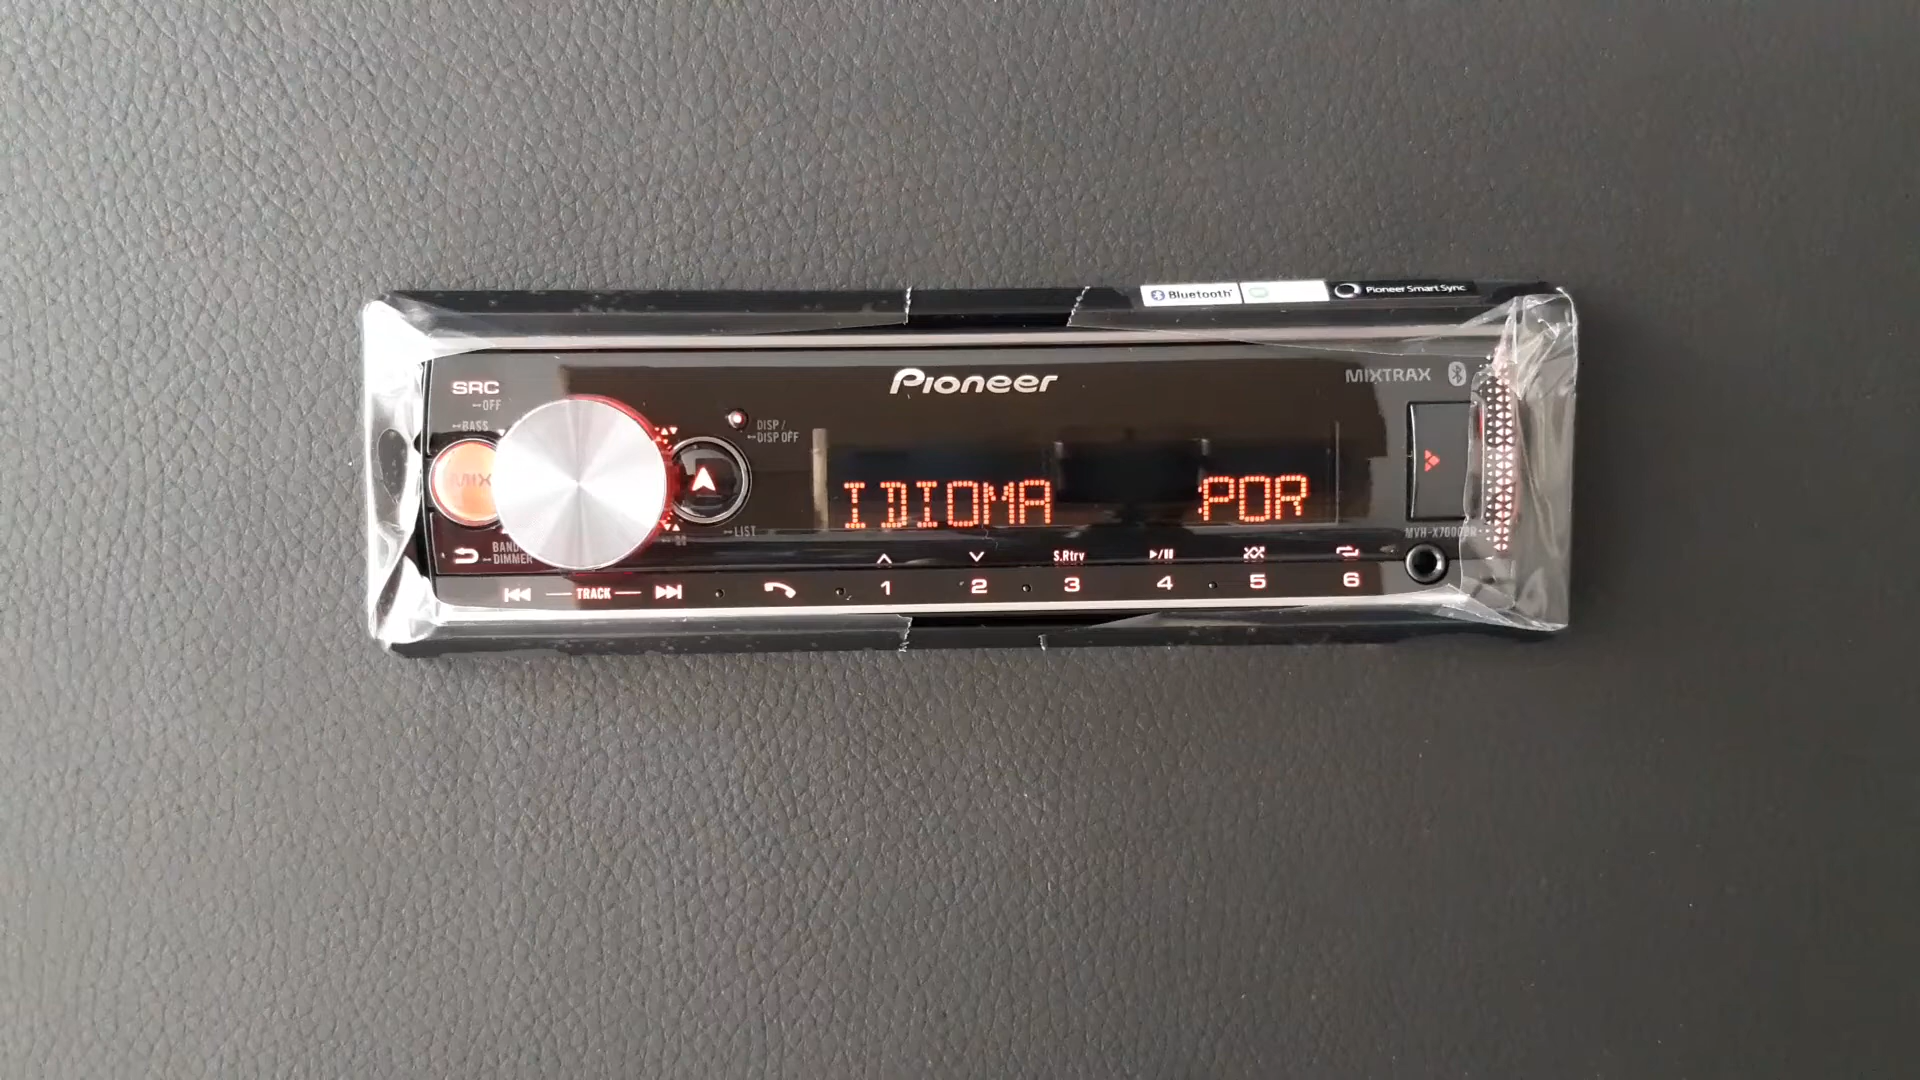 Bluetooth
Pioneer Smart Sync
Pioneer
MIXTRAX
SRC
OFF
BASS
DISP /
DISP OFF
MIX
IDIOMA :POR
LIST
BAND
DIMMER
S.Rtrv
TRACK
1 2 3 4 5 6